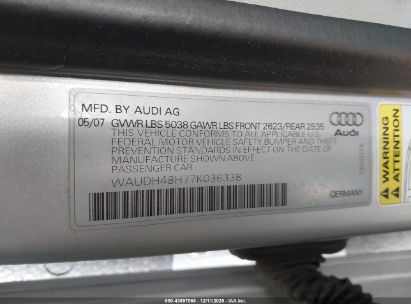 MFD. BY AUDI AG
05/07 GVWR LBS 5038 GAWR LBS FRONT 2623/REAR 2535
THIS VEHICLE CONFORMS TO ALL APPLICABLE U.S.
FEDERAL MOTOR VEHICLE SAFETY BUMPER AND THEFT
PREVENTION STANDARDS IN EFFECT ON THE DATE OF
MANUFACTURE SHOWN ABOVE
PASSENGER CAR
WAUDH48H77K036338
Audi
GERMANY
WARNING
ATTENTION